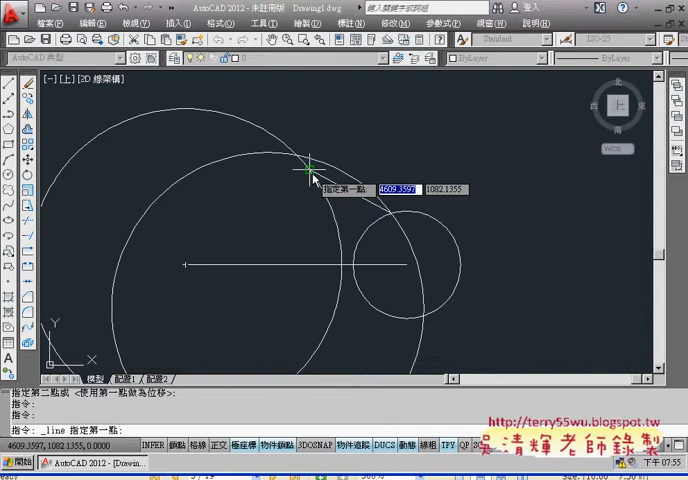 AutoCAD 2012 - 未註冊版 Drawing1.dwg
鍵入關鍵字或片語
登入
檔案(F) 編輯(E) 檢視(V) 插入(I) 格式(O) 工具(T) 繪製(D) 標註(N) 修改(M) 參數式(P) 視窗(W) 說明(H)
Standard ISO-25
AutoCAD 典型 0 ByLayer ByLayer
[-] [上] [2D 線架構]
北
西 上 東
南
WCS
指定第一點: 4609.3597 1082.1355
Y
X
模型 配置1 配置2
指定第二點或 <使用第一點做為位移>:
指令:
指令:
指令: _line 指定第一點:
http://terry55wu.blogspot.tw
吳清輝老師錄製
4609.3597, 1082.1355, 0.0000 INFER 鎖點 格線 正交 極座標 物件鎖點 3DOSNAP 物件追蹤 DUCS 動態 線粗 TPY QP SC
開始 AutoCAD 2012 - [Drawin... 下午 07:55